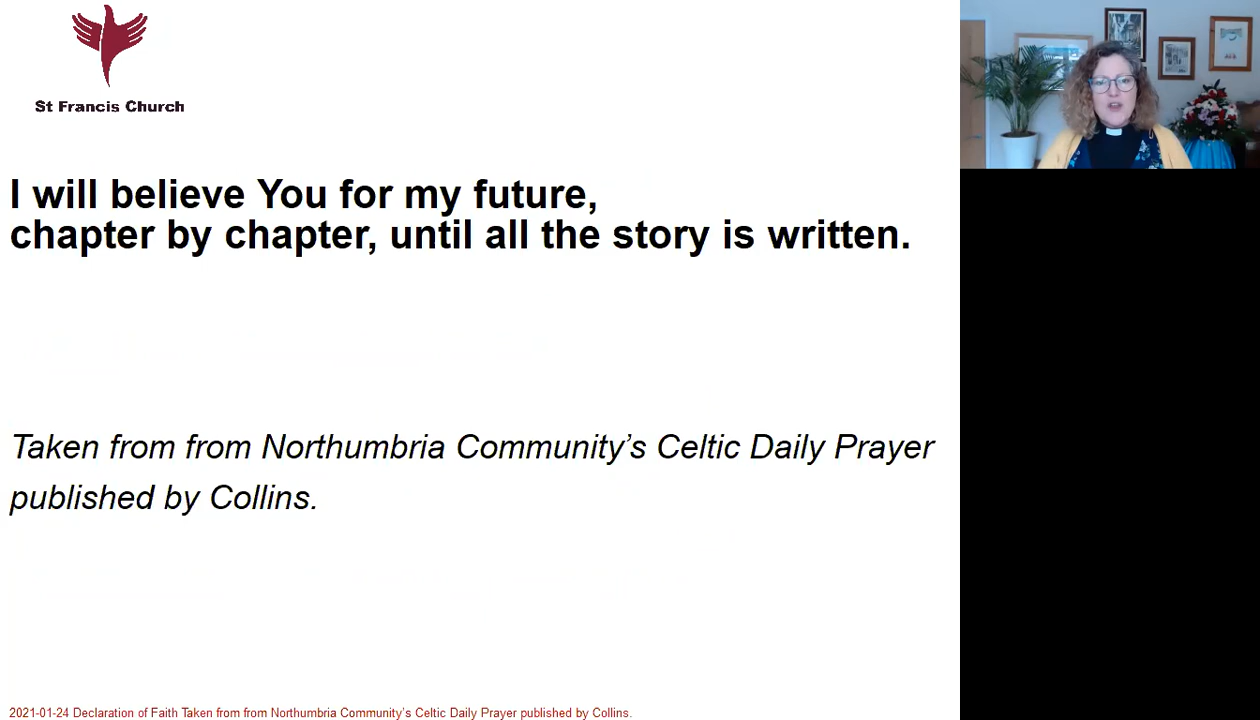 St Francis Church
I will believe You for my future,
chapter by chapter, until all the story is written.
Taken from from Northumbria Community’s Celtic Daily Prayer
published by Collins.
2021-01-24 Declaration of Faith Taken from from Northumbria Community’s Celtic Daily Prayer published by Collins.